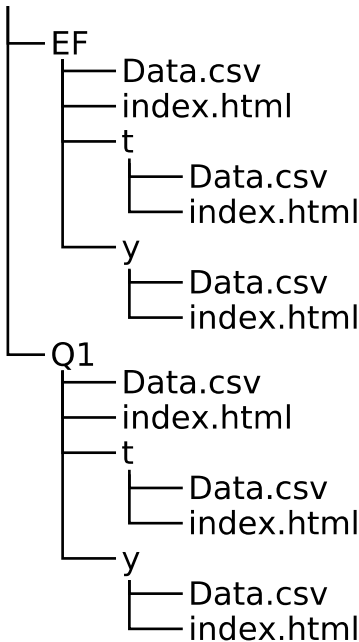 EF
Data.csv
index.html
t
Data.csv
index.html
y
Data.csv
index.html
Q1
Data.csv
index.html
t
Data.csv
index.html
y
Data.csv
index.html